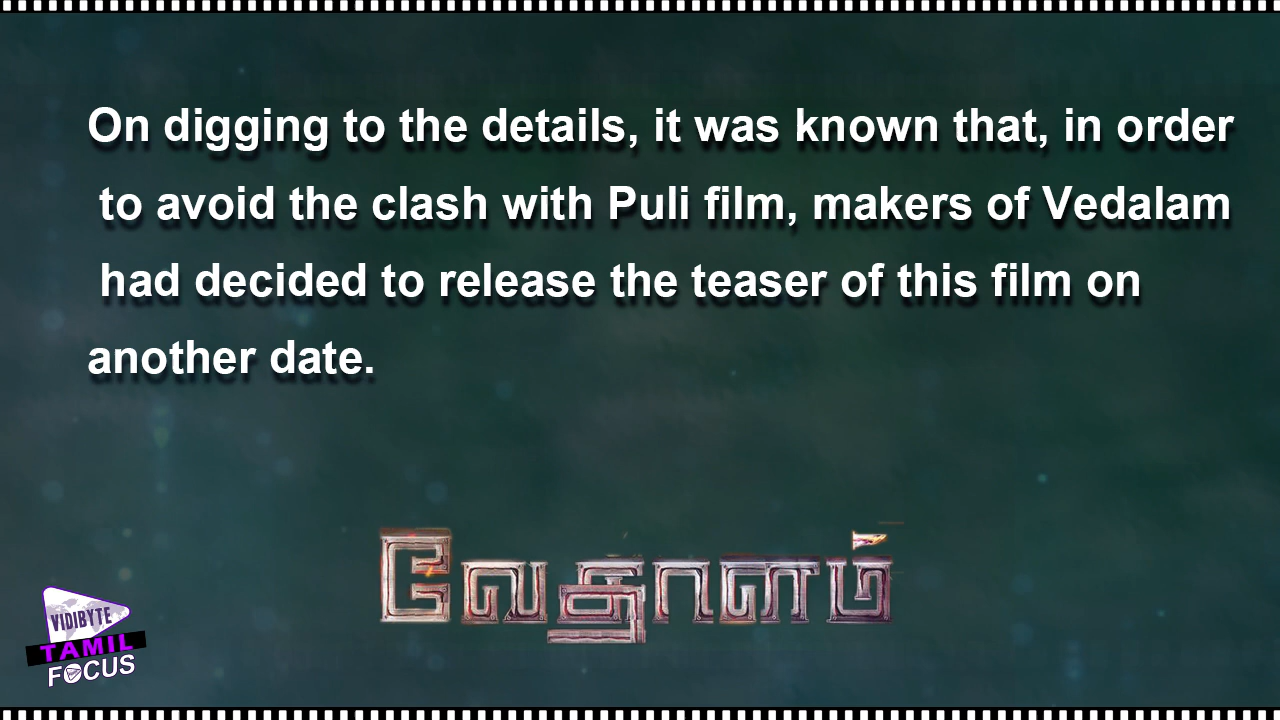 On digging to the details, it was known that, in order
to avoid the clash with Puli film, makers of Vedalam
had decided to release the teaser of this film on
another date.
வேதாளம்
VIDIBYTE
TAMIL
FOCUS